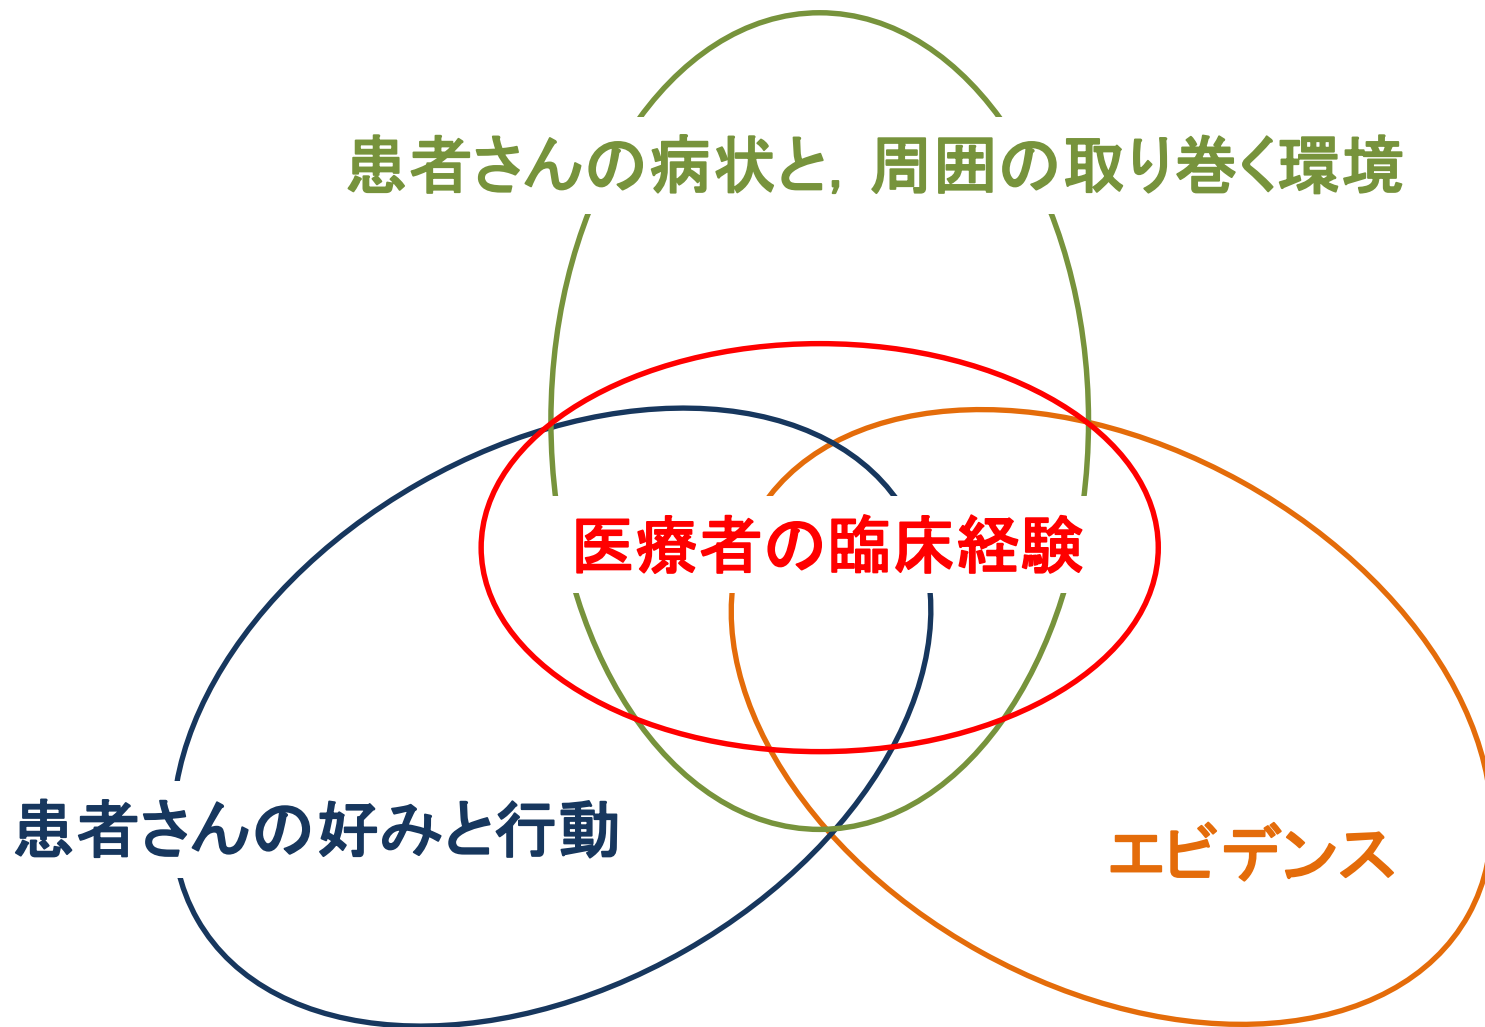 患者さんの病状と，周囲の取り巻く環境
医療者の臨床経験
患者さんの好みと行動
エビデンス